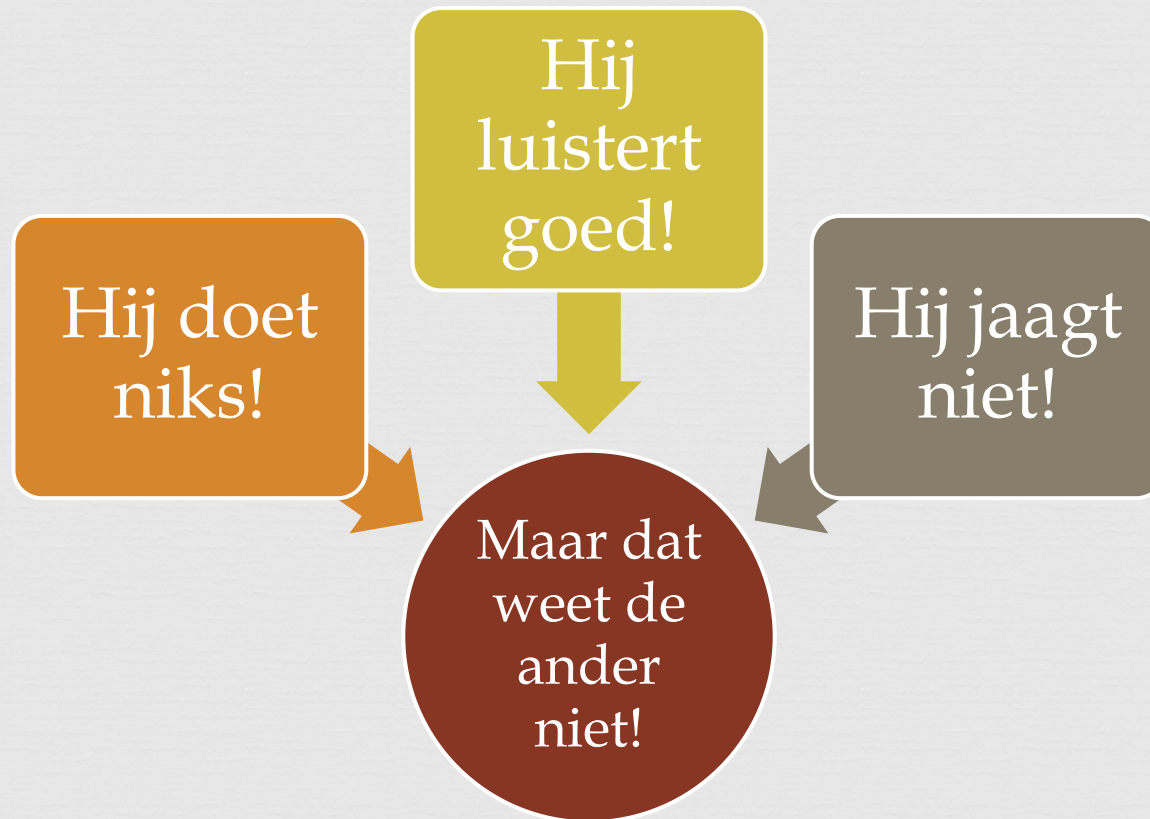 Hij
luistert
goed!
Hij doet
niks!
Hij jaagt
niet!
Maar dat
weet de
ander
niet!